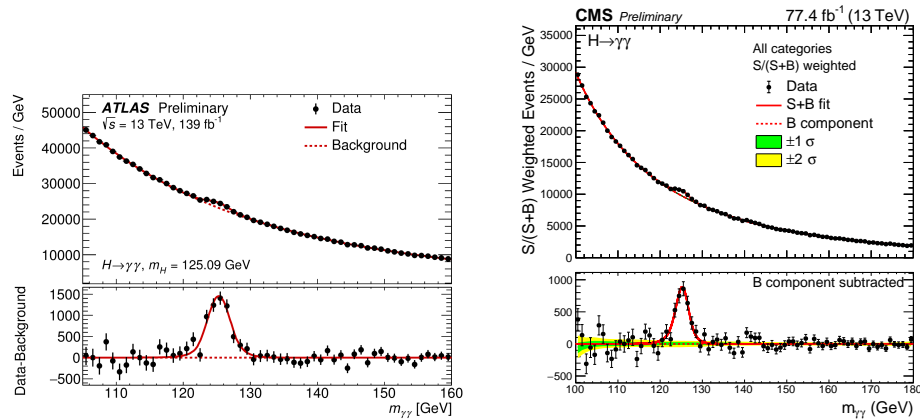 ATLAS Preliminary
√s = 13 TeV, 139 fb⁻¹
Data
Fit
Background
Events / GeV
50000
40000
30000
20000
10000
H→γγ, m_H = 125.09 GeV
Data-Background
1500
1000
500
0
−500
110 120 130 140 150 160
m_γγ [GeV]
CMS Preliminary 77.4 fb⁻¹ (13 TeV)
H→γγ
All categories
S/(S+B) weighted
Data
S+B fit
B component
±1 σ
±2 σ
S/(S+B) Weighted Events / GeV
35000
30000
25000
20000
15000
10000
5000
0
B component subtracted
1000
500
0
−500
100 110 120 130 140 150 160 170 180
m_γγ (GeV)